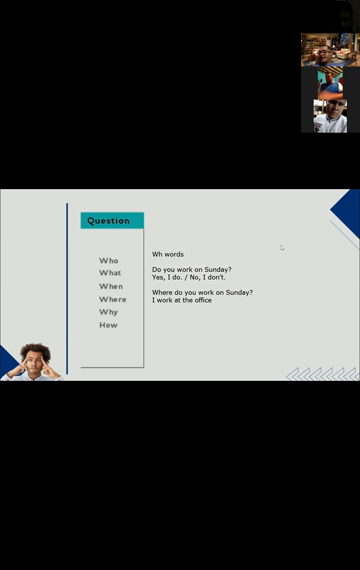 Question
Who
What
When
Where
Why
How
Wh words
Do you work on Sunday?
Yes, I do. / No, I don't.
Where do you work on Sunday?
I work at the office